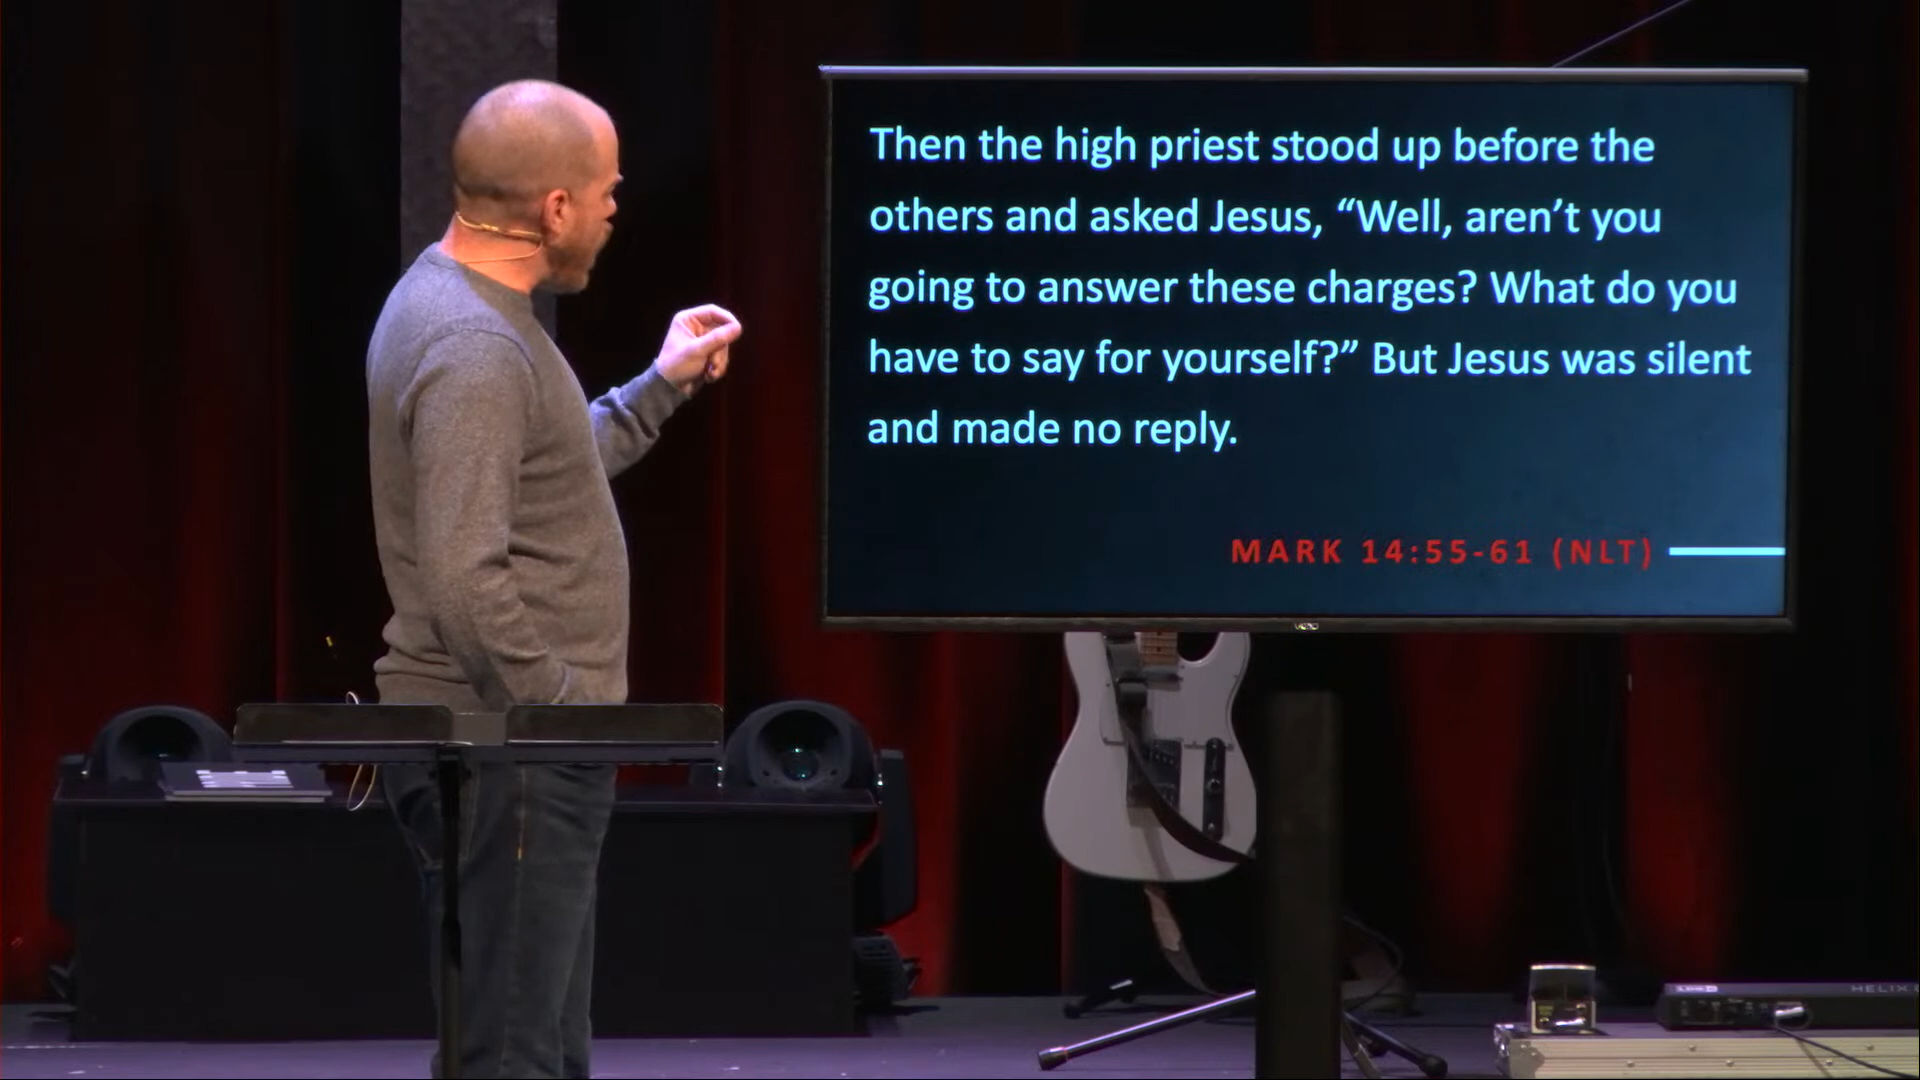 Then the high priest stood up before the
others and asked Jesus, “Well, aren’t you
going to answer these charges? What do you
have to say for yourself?” But Jesus was silent
and made no reply.
MARK 14:55-61 (NLT)
HELIX